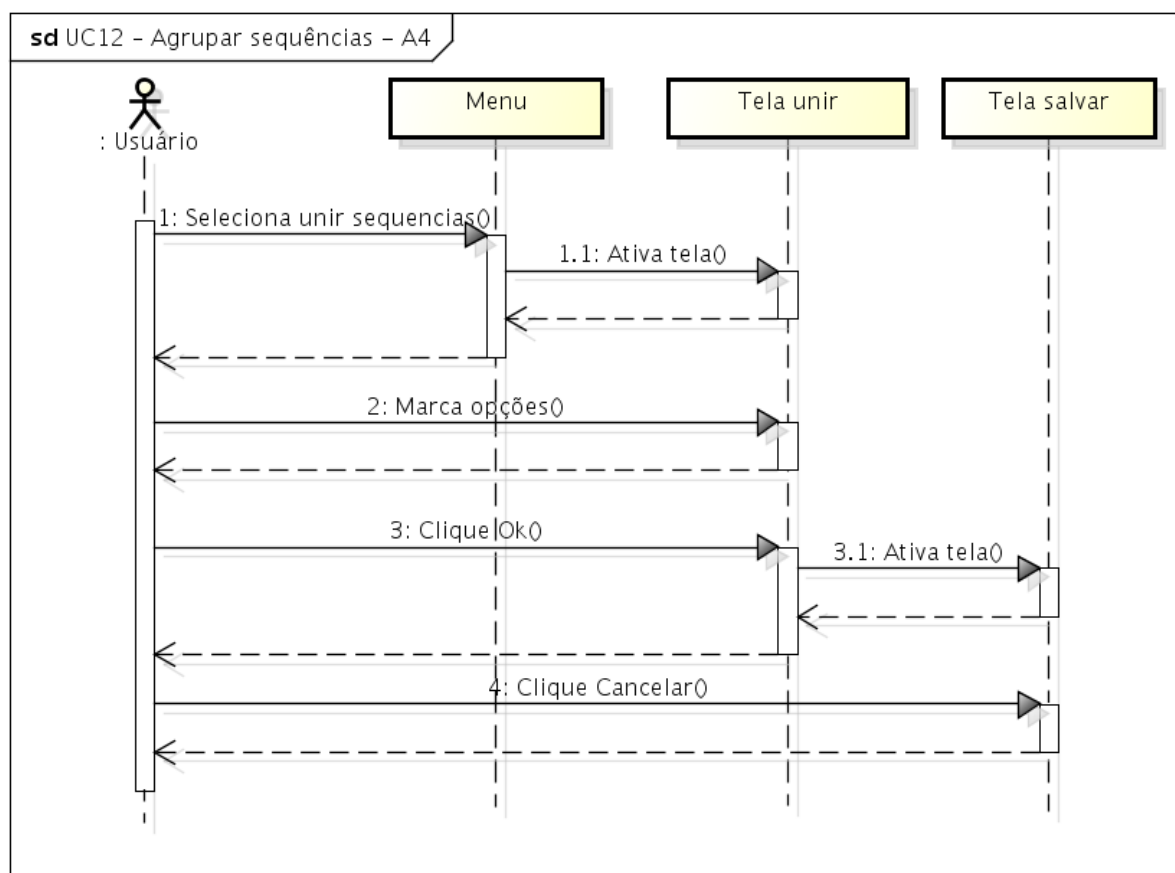 sd UC12 – Agrupar sequências – A4
: Usuário
Menu
Tela unir
Tela salvar
1: Seleciona unir sequencias()
1.1: Ativa tela()
2: Marca opções()
3: Clique Ok()
3.1: Ativa tela()
4: Clique Cancelar()